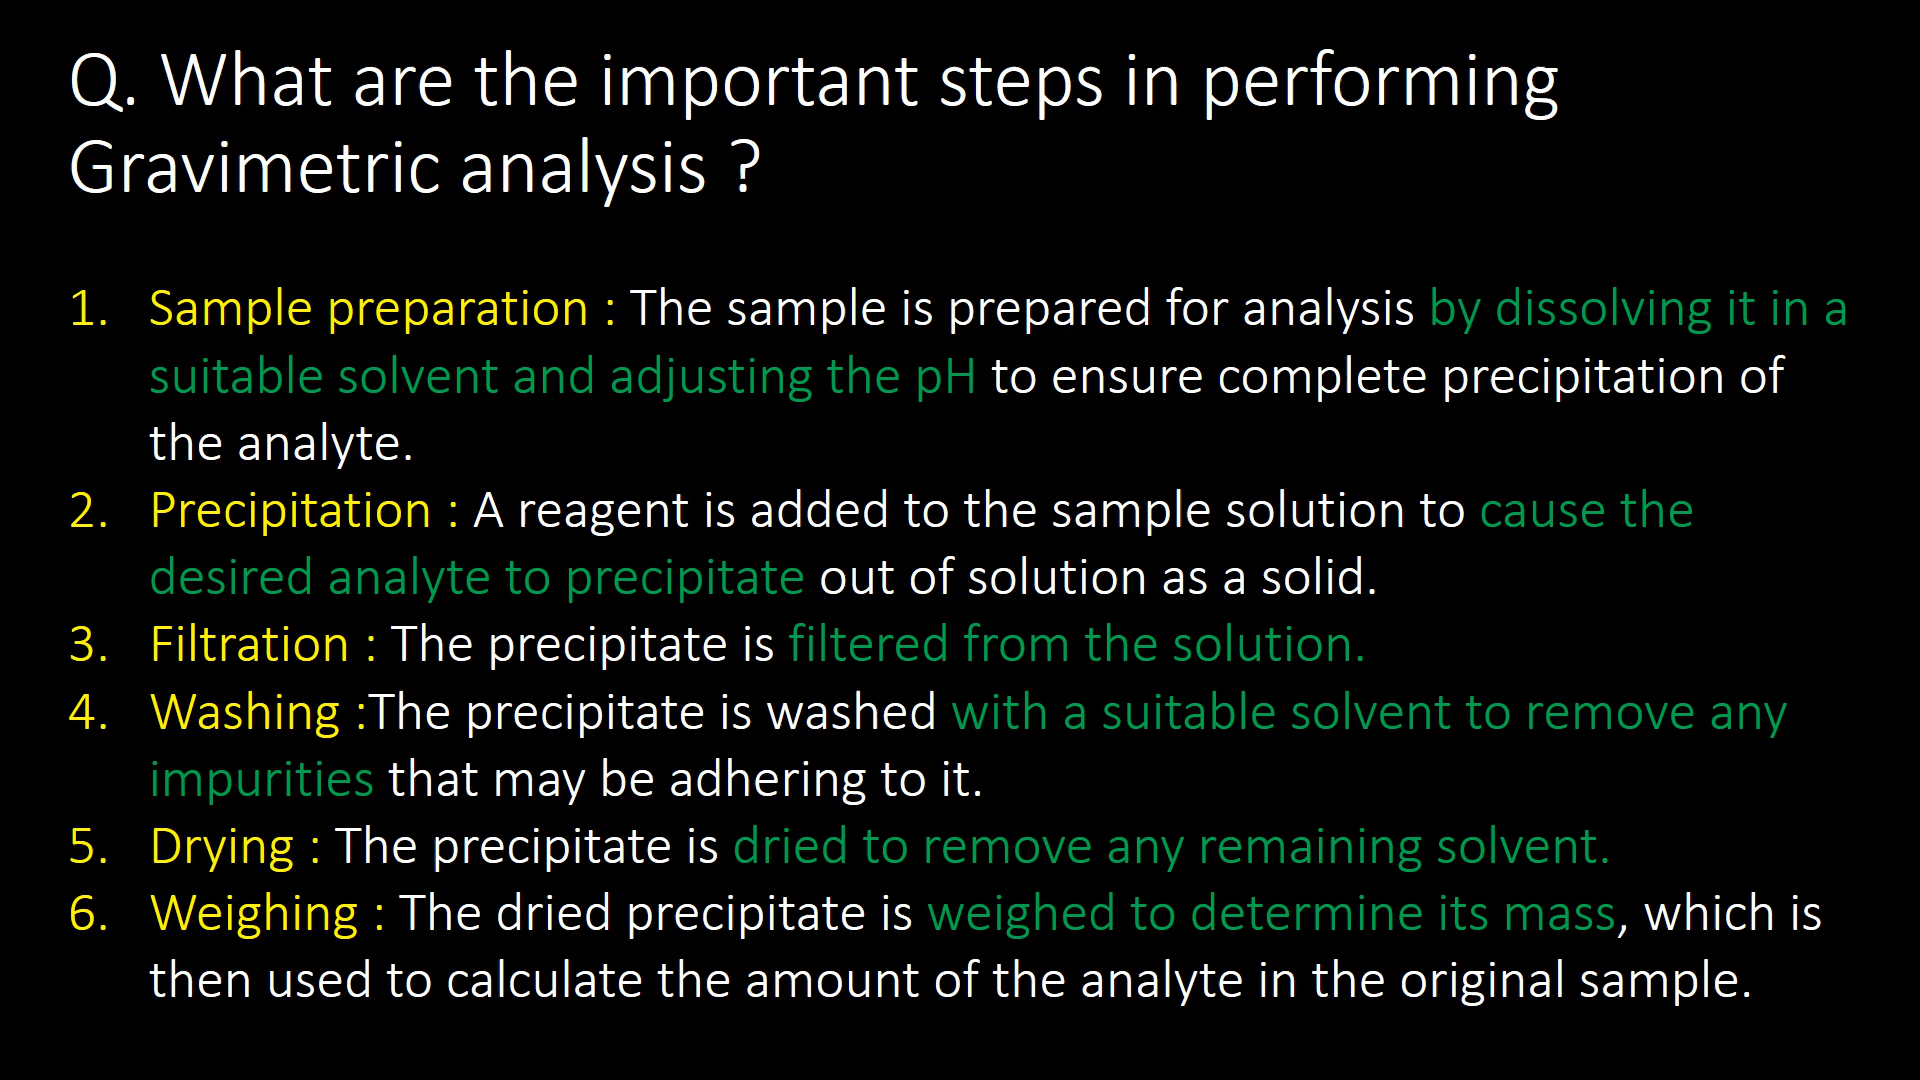 Q. What are the important steps in performing
Gravimetric analysis ?
1. Sample preparation : The sample is prepared for analysis by dissolving it in a
suitable solvent and adjusting the pH to ensure complete precipitation of
the analyte.
2. Precipitation : A reagent is added to the sample solution to cause the
desired analyte to precipitate out of solution as a solid.
3. Filtration : The precipitate is filtered from the solution.
4. Washing :The precipitate is washed with a suitable solvent to remove any
impurities that may be adhering to it.
5. Drying : The precipitate is dried to remove any remaining solvent.
6. Weighing : The dried precipitate is weighed to determine its mass, which is
then used to calculate the amount of the analyte in the original sample.